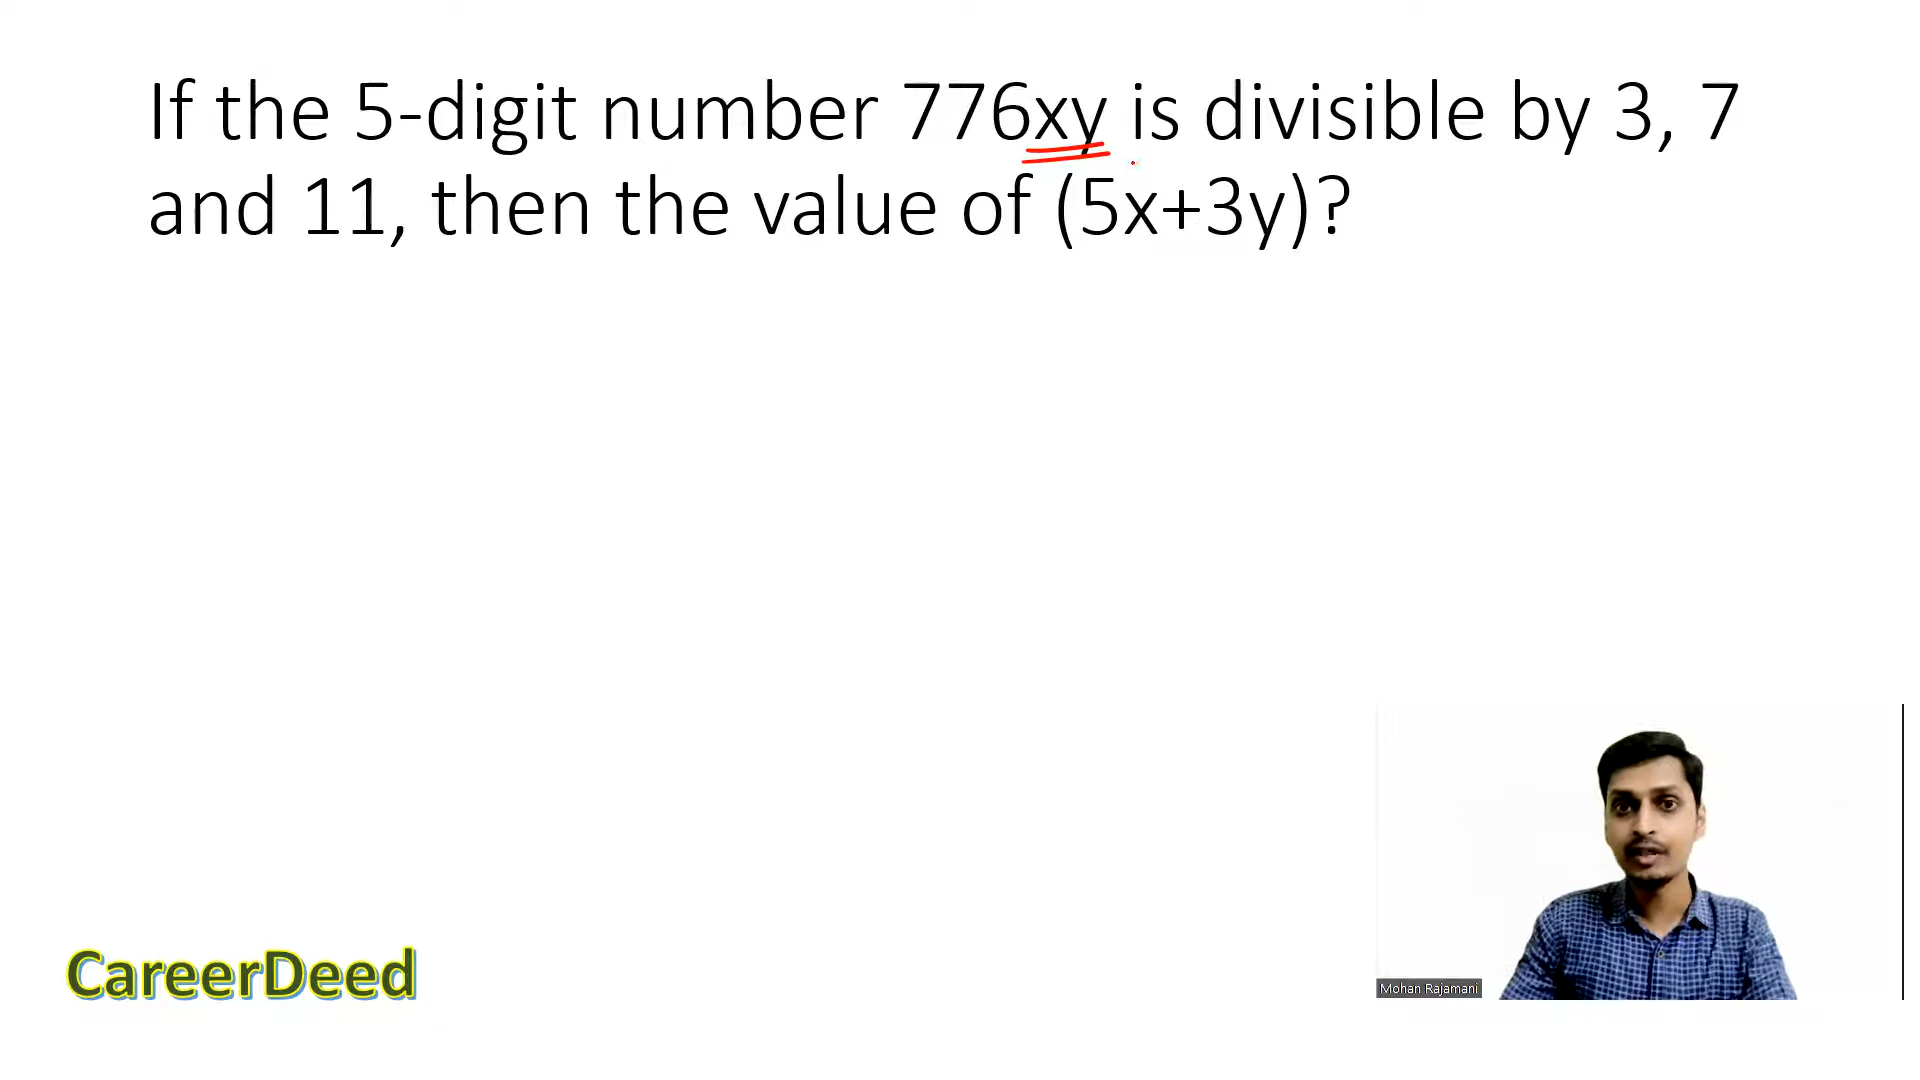 If the 5-digit number 776xy is divisible by 3, 7
and 11, then the value of (5x+3y)?
Mohan Rajamani
CareerDeed